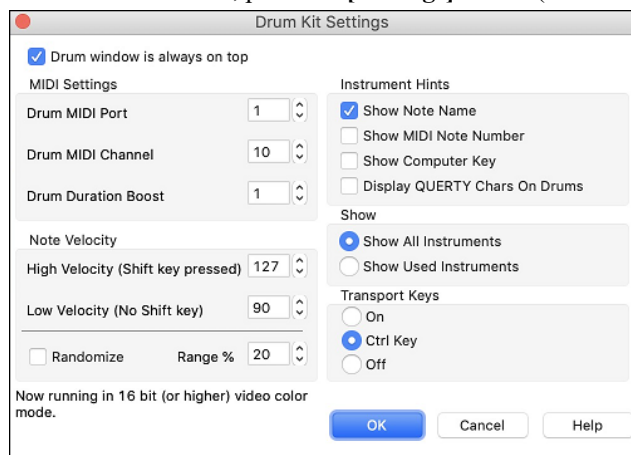 Drum Kit Settings
Drum window is always on top
MIDI Settings
Drum MIDI Port 1
Drum MIDI Channel 10
Drum Duration Boost 1
Note Velocity
High Velocity (Shift key pressed) 127
Low Velocity (No Shift key) 90
Randomize Range % 20
Now running in 16 bit (or higher) video color
mode.
Instrument Hints
Show Note Name
Show MIDI Note Number
Show Computer Key
Display QUERTY Chars On Drums
Show
Show All Instruments
Show Used Instruments
Transport Keys
On
Ctrl Key
Off
OK Cancel Help